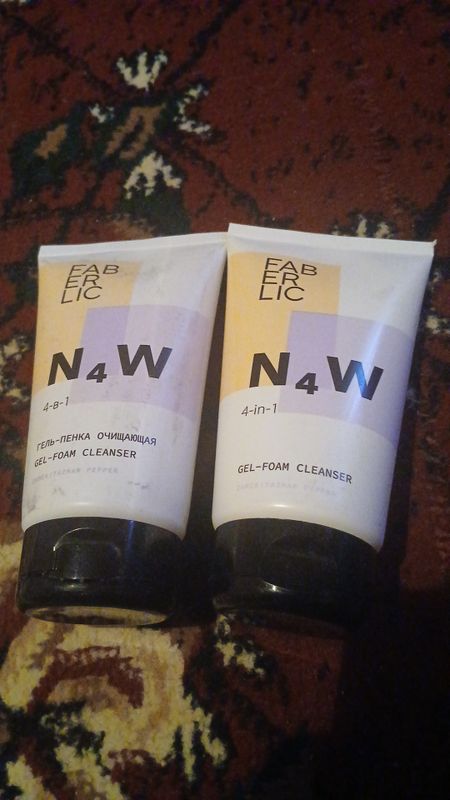 FAB
ER
LIC
N4W
4-в-1
ГЕЛЬ-ПЕНКА ОЧИЩАЮЩАЯ
GEL-FOAM CLEANSER
FAB
ER
LIC
N4W
4-in-1
GEL-FOAM CLEANSER